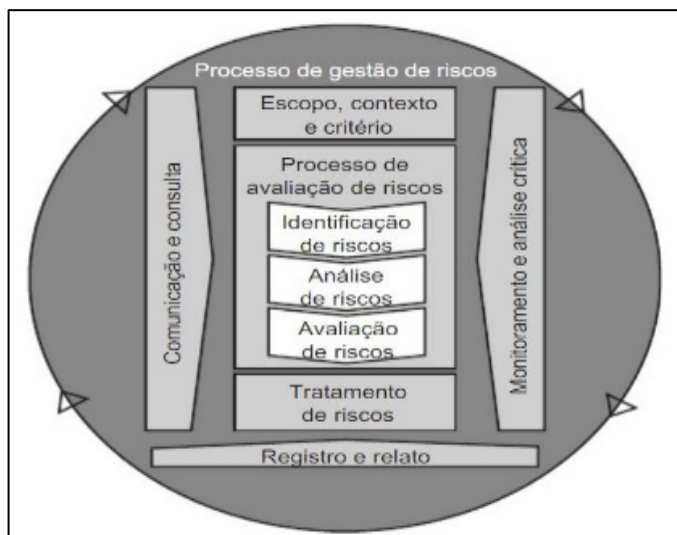 Processo de gestão de riscos
Escopo, contexto
e critério
Processo de
avaliação de riscos
Identificação
de riscos
Análise
de riscos
Avaliação
de riscos
Tratamento
de riscos
Comunicação e consulta
Monitoramento e análise crítica
Registro e relato